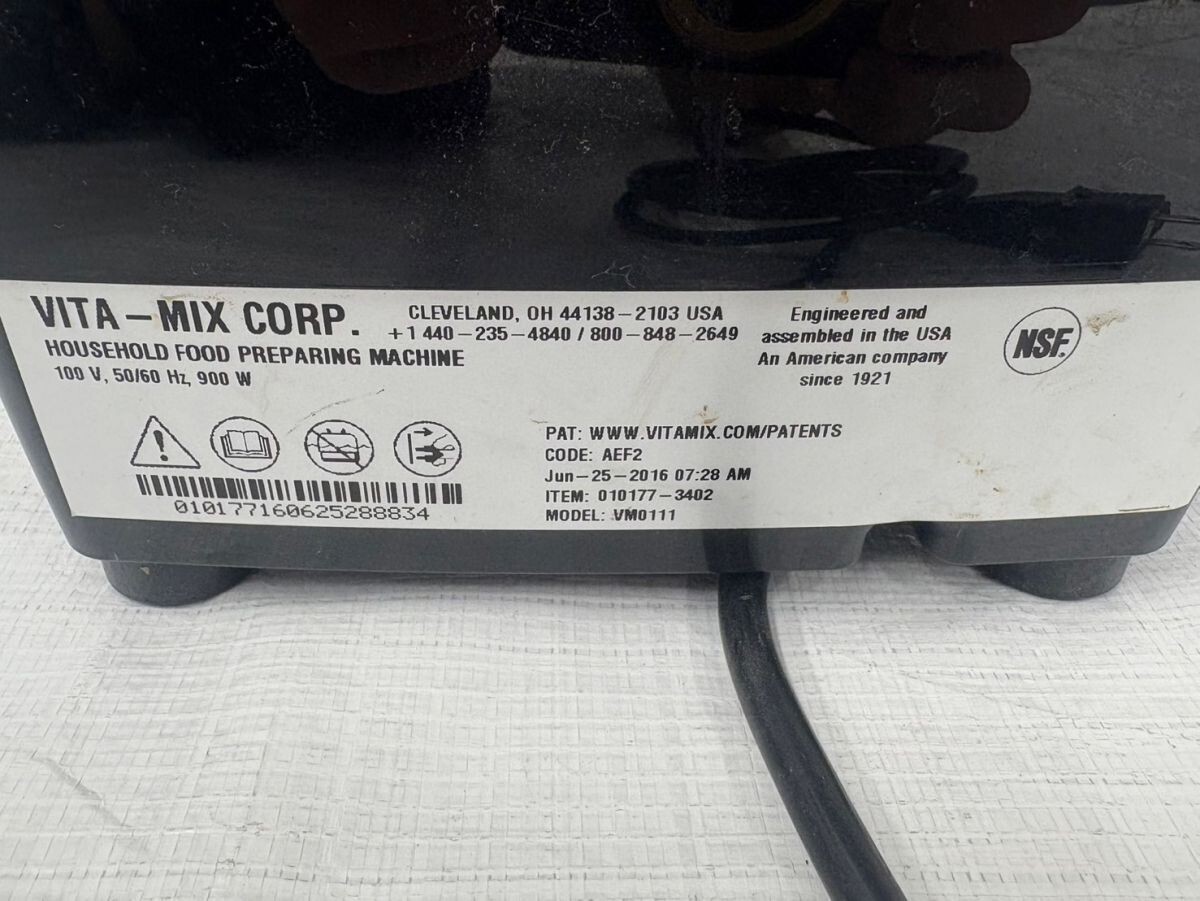 VITA-MIX CORP.
CLEVELAND, OH 44138-2103 USA
+1 440-235-4840 / 800-848-2649
HOUSEHOLD FOOD PREPARING MACHINE
100 V, 50/60 Hz, 900 W
Engineered and
assembled in the USA
An American company
since 1921
NSF.
PAT: WWW.VITAMIX.COM/PATENTS
CODE: AEF2
Jun-25-2016 07:28 AM
ITEM: 010177-3402
MODEL: VM0111
010177160625288834